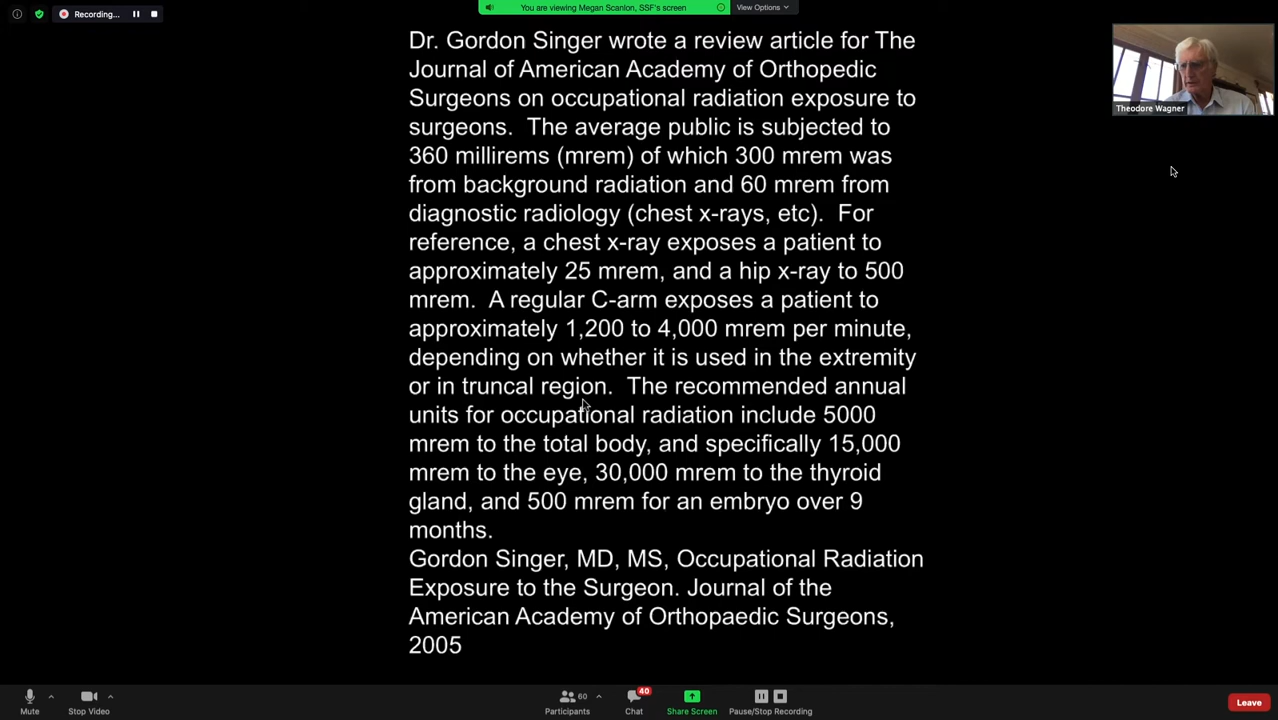 Recording...
You are viewing Megan Scanlon, SSF's screen
View Options
Dr. Gordon Singer wrote a review article for The
Journal of American Academy of Orthopedic
Surgeons on occupational radiation exposure to
surgeons. The average public is subjected to
360 millirems (mrem) of which 300 mrem was
from background radiation and 60 mrem from
diagnostic radiology (chest x-rays, etc). For
reference, a chest x-ray exposes a patient to
approximately 25 mrem, and a hip x-ray to 500
mrem. A regular C-arm exposes a patient to
approximately 1,200 to 4,000 mrem per minute,
depending on whether it is used in the extremity
or in truncal region. The recommended annual
units for occupational radiation include 5000
mrem to the total body, and specifically 15,000
mrem to the eye, 30,000 mrem to the thyroid
gland, and 500 mrem for an embryo over 9
months.
Gordon Singer, MD, MS, Occupational Radiation
Exposure to the Surgeon. Journal of the
American Academy of Orthopaedic Surgeons,
2005
Theodore Wagner
Mute
Stop Video
60
Participants
40
Chat
Share Screen
Pause/Stop Recording
Leave